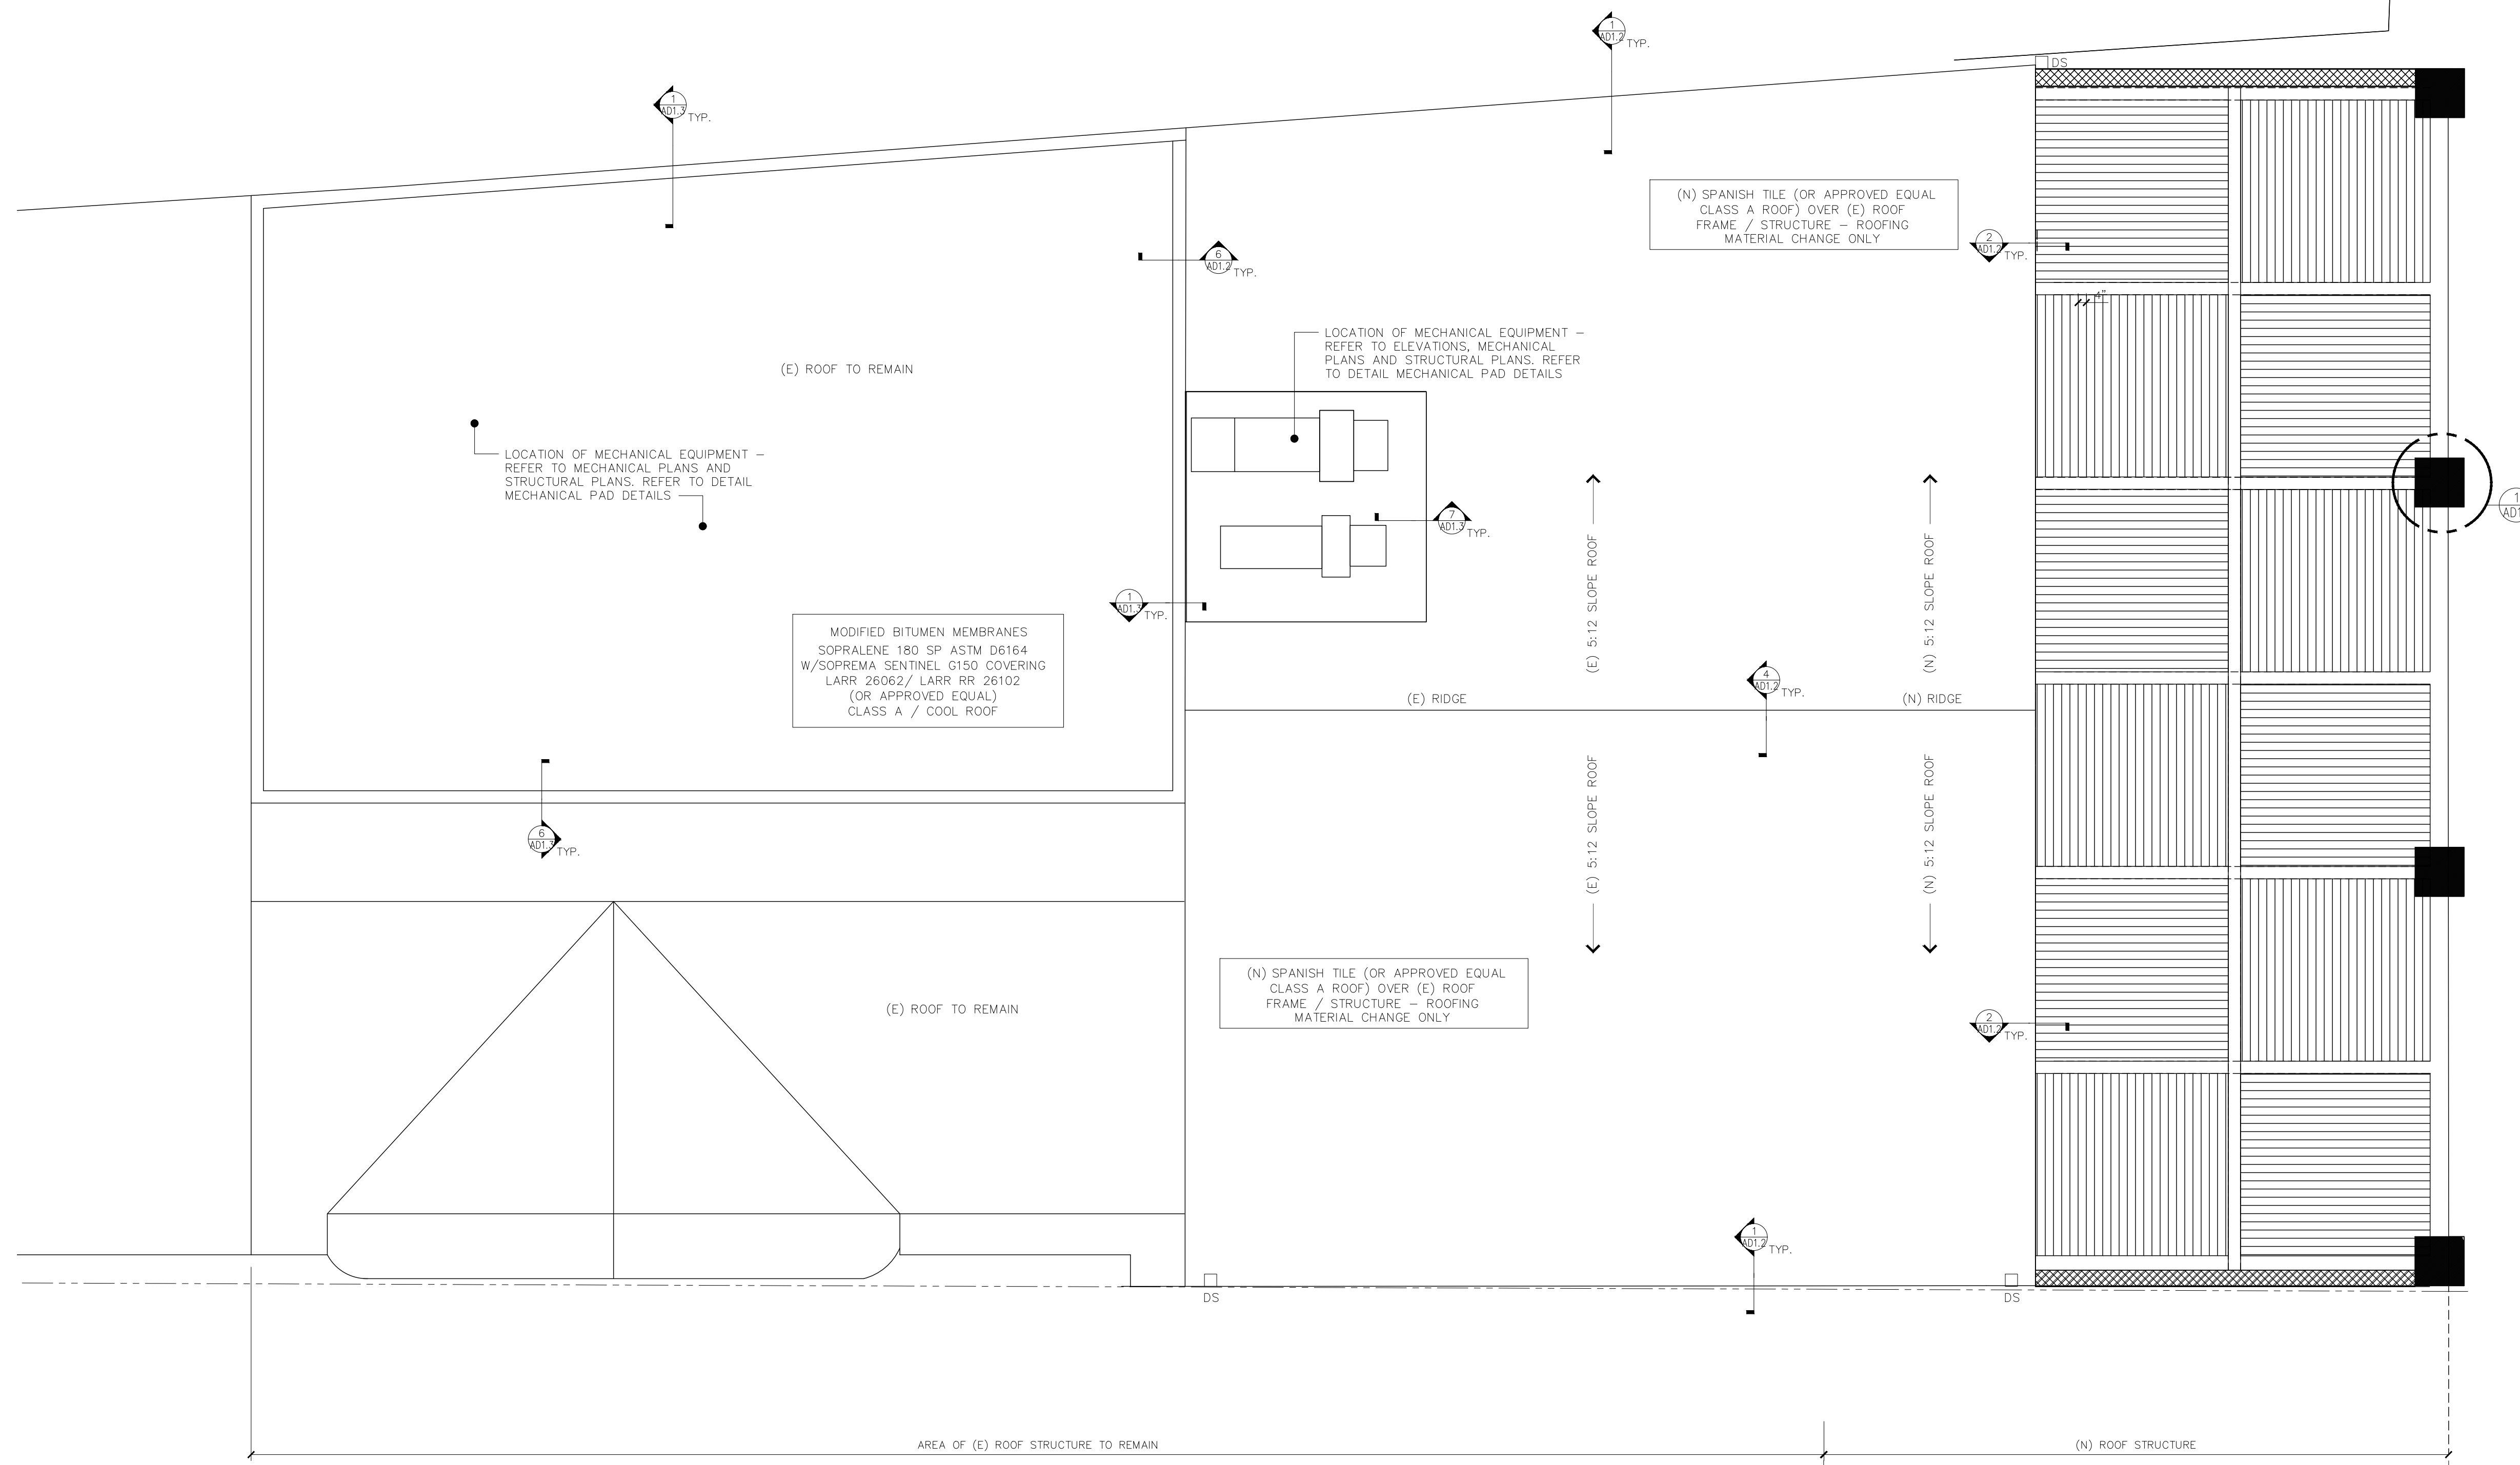 1
AD1.2
TYP.
DS
1
AD1.3
TYP.
(N) SPANISH TILE (OR APPROVED EQUAL
CLASS A ROOF) OVER (E) ROOF
FRAME / STRUCTURE – ROOFING
MATERIAL CHANGE ONLY
2
AD1.2
TYP.
6
AD1.2
TYP.
4"
LOCATION OF MECHANICAL EQUIPMENT –
REFER TO ELEVATIONS, MECHANICAL
PLANS AND STRUCTURAL PLANS. REFER
TO DETAIL MECHANICAL PAD DETAILS
(E) ROOF TO REMAIN
LOCATION OF MECHANICAL EQUIPMENT –
REFER TO MECHANICAL PLANS AND
STRUCTURAL PLANS. REFER TO DETAIL
MECHANICAL PAD DETAILS
7
AD1.3
TYP.
1
(E) 5:12 SLOPE ROOF
(N) 5:12 SLOPE ROOF
1
AD1.3
TYP.
MODIFIED BITUMEN MEMBRANES
SOPRALENE 180 SP ASTM D6164
W/SOPREMA SENTINEL G150 COVERING
LARR 26062/ LARR RR 26102
(OR APPROVED EQUAL)
CLASS A / COOL ROOF
4
AD1.2
TYP.
(E) RIDGE
(N) RIDGE
(E) 5:12 SLOPE ROOF
(N) 5:12 SLOPE ROOF
6
AD1.3
TYP.
(N) SPANISH TILE (OR APPROVED EQUAL
CLASS A ROOF) OVER (E) ROOF
FRAME / STRUCTURE – ROOFING
MATERIAL CHANGE ONLY
(E) ROOF TO REMAIN
2
AD1.2
TYP.
1
AD1.2
TYP.
DS
DS
AREA OF (E) ROOF STRUCTURE TO REMAIN
(N) ROOF STRUCTURE